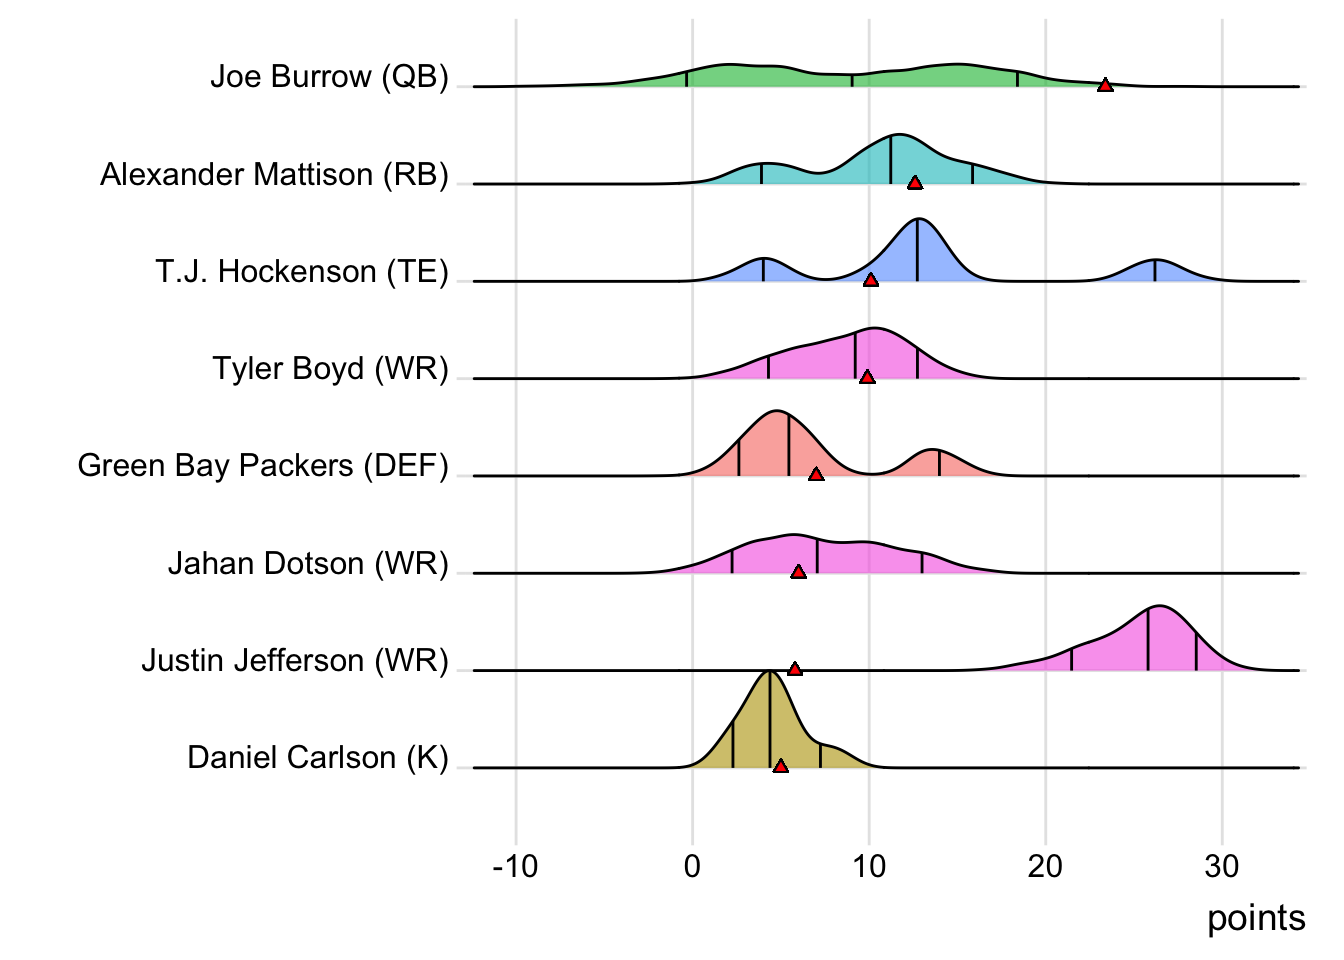 Joe Burrow (QB)
Alexander Mattison (RB)
T.J. Hockenson (TE)
Tyler Boyd (WR)
Green Bay Packers (DEF)
Jahan Dotson (WR)
Justin Jefferson (WR)
Daniel Carlson (K)
-10 0 10 20 30
points